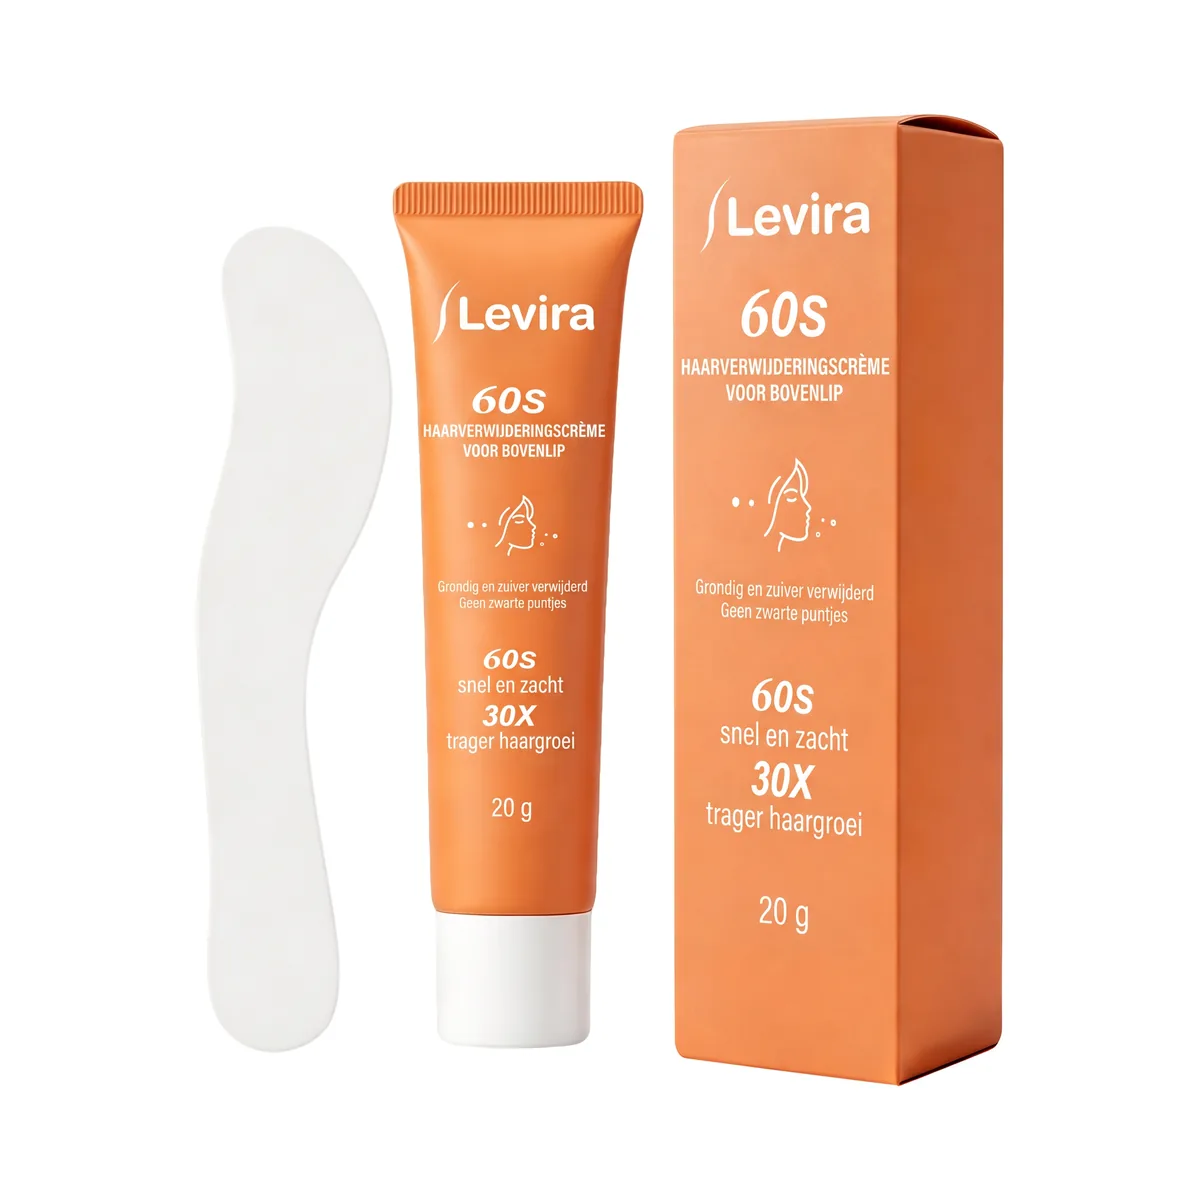 Levira
60S
HAARVERWIJDERINGSCRÈME
VOOR BOVENLIP
Grondig en zuiver verwijderd
Geen zwarte puntjes
60S
snel en zacht
30X
trager haargroei
20 g
Levira
60S
HAARVERWIJDERINGSCRÈME
VOOR BOVENLIP
Grondig en zuiver verwijderd
Geen zwarte puntjes
60S
snel en zacht
30X
trager haargroei
20 g